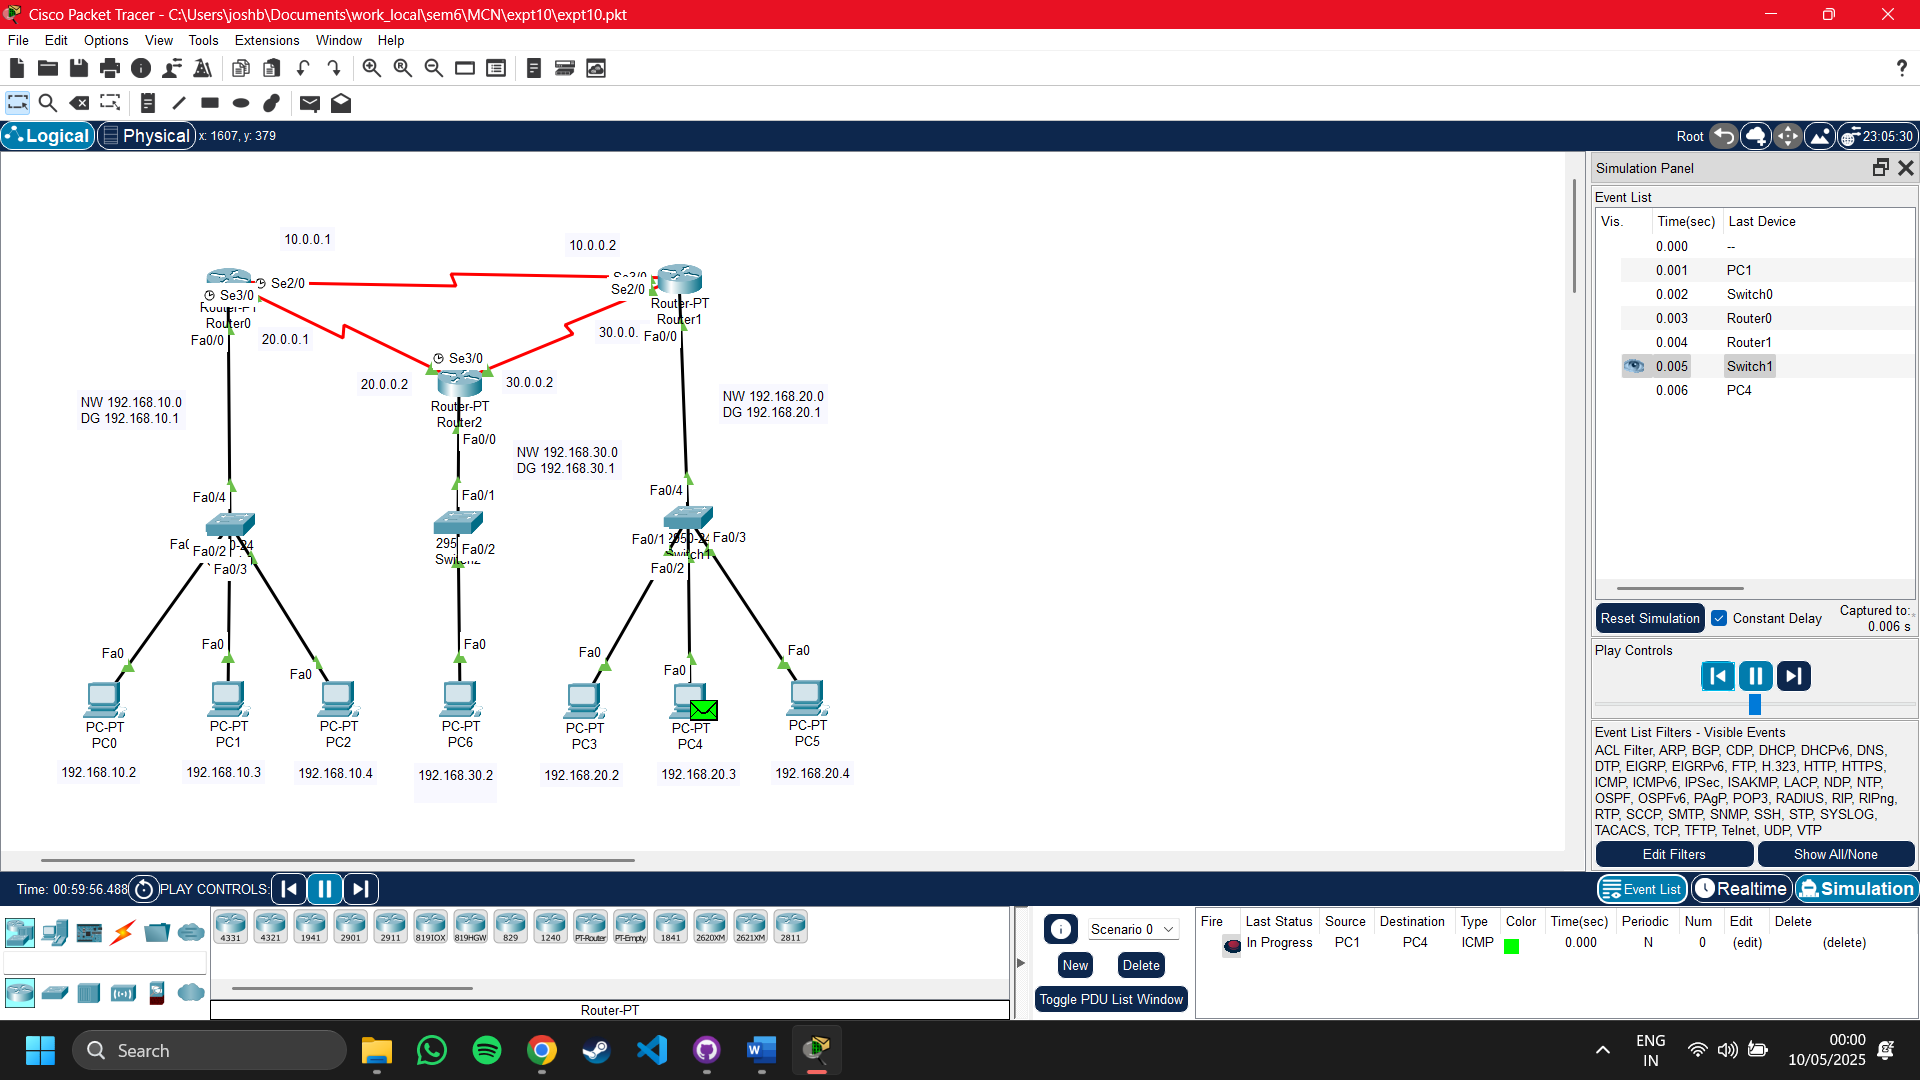 Cisco Packet Tracer - C:\Users\joshb\Documents\work_local\sem6\MCN\expt10\expt10.pkt
File Edit Options View Tools Extensions Window Help
Logical Physical x: 1607, y: 379
Root 23:05:30
10.0.0.1
10.0.0.2
Se2/0
Se3/0
Se3/0
Se2/0
Router-PT
Router0
Router-PT
Router1
Fa0/0
20.0.0.1
30.0.0.
Fa0/0
Se3/0
20.0.0.2
30.0.0.2
Router-PT
Router2
Fa0/0
NW 192.168.10.0
DG 192.168.10.1
NW 192.168.20.0
DG 192.168.20.1
NW 192.168.30.0
DG 192.168.30.1
Fa0/4
Fa0/1
Fa0/4
Fa0/2
Fa0/3
295
Fa0/2
Switch2
Fa0/1
2950-24
Fa0/3
Switch1
Fa0/2
Fa0
Fa0
Fa0
Fa0
Fa0
Fa0
Fa0
PC-PT
PC0
PC-PT
PC1
PC-PT
PC2
PC-PT
PC6
PC-PT
PC3
PC-PT
PC4
PC-PT
PC5
192.168.10.2
192.168.10.3
192.168.10.4
192.168.30.2
192.168.20.2
192.168.20.3
192.168.20.4
Simulation Panel
Event List
Vis. Time(sec) Last Device
0.000 --
0.001 PC1
0.002 Switch0
0.003 Router0
0.004 Router1
0.005 Switch1
0.006 PC4
Reset Simulation Constant Delay Captured to:
0.006 s
Play Controls
Event List Filters - Visible Events
ACL Filter, ARP, BGP, CDP, DHCP, DHCPv6, DNS,
DTP, EIGRP, EIGRPv6, FTP, H.323, HTTP, HTTPS,
ICMP, ICMPv6, IPSec, ISAKMP, LACP, NDP, NTP,
OSPF, OSPFv6, PAgP, POP3, RADIUS, RIP, RIPng,
RTP, SCCP, SMTP, SNMP, SSH, STP, SYSLOG,
TACACS, TCP, TFTP, Telnet, UDP, VTP
Edit Filters Show All/None
Time: 00:59:56.488 PLAY CONTROLS:
Event List Realtime Simulation
4331 4321 1941 2901 2911 819IOX 819HGW 829 1240 PT-Router PT-Empty 1841 2620XM 2621XM 2811
Router-PT
Scenario 0
New Delete
Toggle PDU List Window
Fire Last Status Source Destination Type Color Time(sec) Periodic Num Edit Delete
In Progress PC1 PC4 ICMP 0.000 N 0 (edit) (delete)
Search
ENG
IN
00:00
10/05/2025